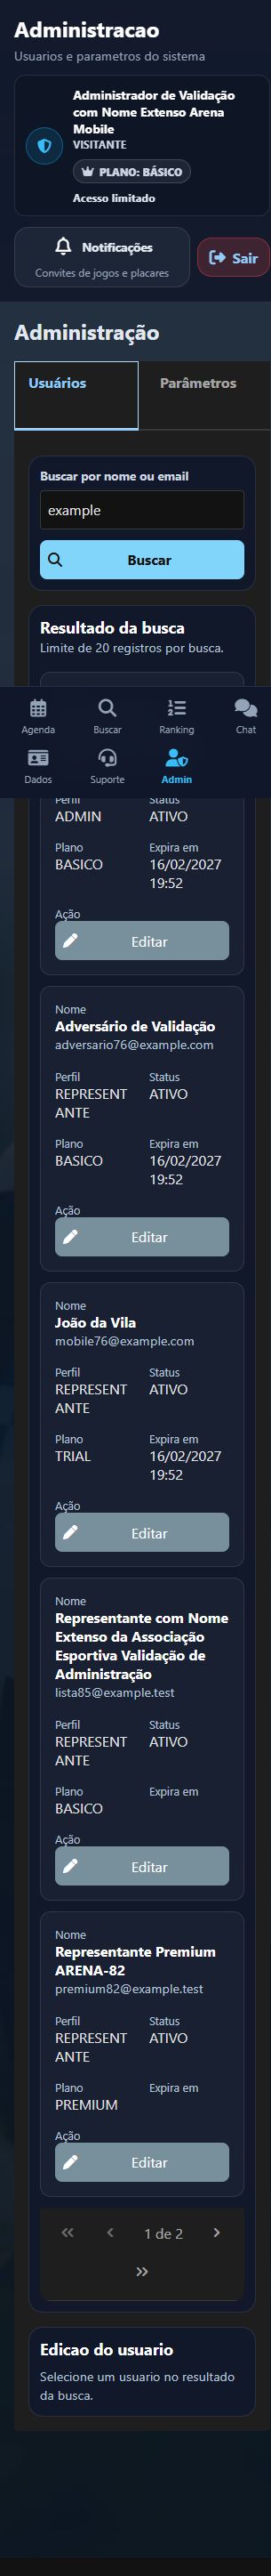 Administracao
Usuarios e parametros do sistema
Administrador de Validação
com Nome Extenso Arena
Mobile
VISITANTE
PLANO: BÁSICO
Acesso limitado
Notificações
Convites de jogos e placares
Sair
Administração
Usuários
Parâmetros
Buscar por nome ou email
example
Buscar
Resultado da busca
Limite de 20 registros por busca.
Agenda
Buscar
Ranking
Chat
Dados
Suporte
Admin
Perfil
Status
ADMIN
ATIVO
Plano
Expira em
BASICO
16/02/2027
19:52
Ação
Editar
Nome
Adversário de Validação
adversario76@example.com
Perfil
Status
REPRESENT
ANTE
ATIVO
Plano
Expira em
BASICO
16/02/2027
19:52
Ação
Editar
Nome
João da Vila
mobile76@example.com
Perfil
Status
REPRESENT
ANTE
ATIVO
Plano
Expira em
TRIAL
16/02/2027
19:52
Ação
Editar
Nome
Representante com Nome
Extenso da Associação
Esportiva Validação de
Administração
lista85@example.test
Perfil
Status
REPRESENT
ANTE
ATIVO
Plano
Expira em
BASICO
Ação
Editar
Nome
Representante Premium
ARENA-82
premium82@example.test
Perfil
Status
REPRESENT
ANTE
ATIVO
Plano
Expira em
PREMIUM
Ação
Editar
1 de 2
Edicao do usuario
Selecione um usuario no resultado
da busca.